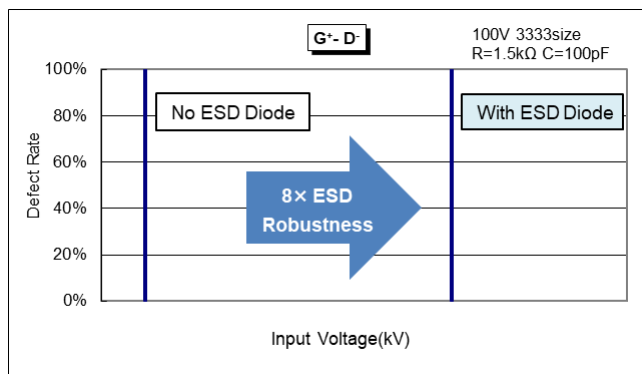 G⁺- D⁻
100V 3333size
R=1.5kΩ C=100pF
100%
80%
60%
40%
20%
0%
Defect Rate
No ESD Diode
With ESD Diode
8× ESD
Robustness
Input Voltage(kV)